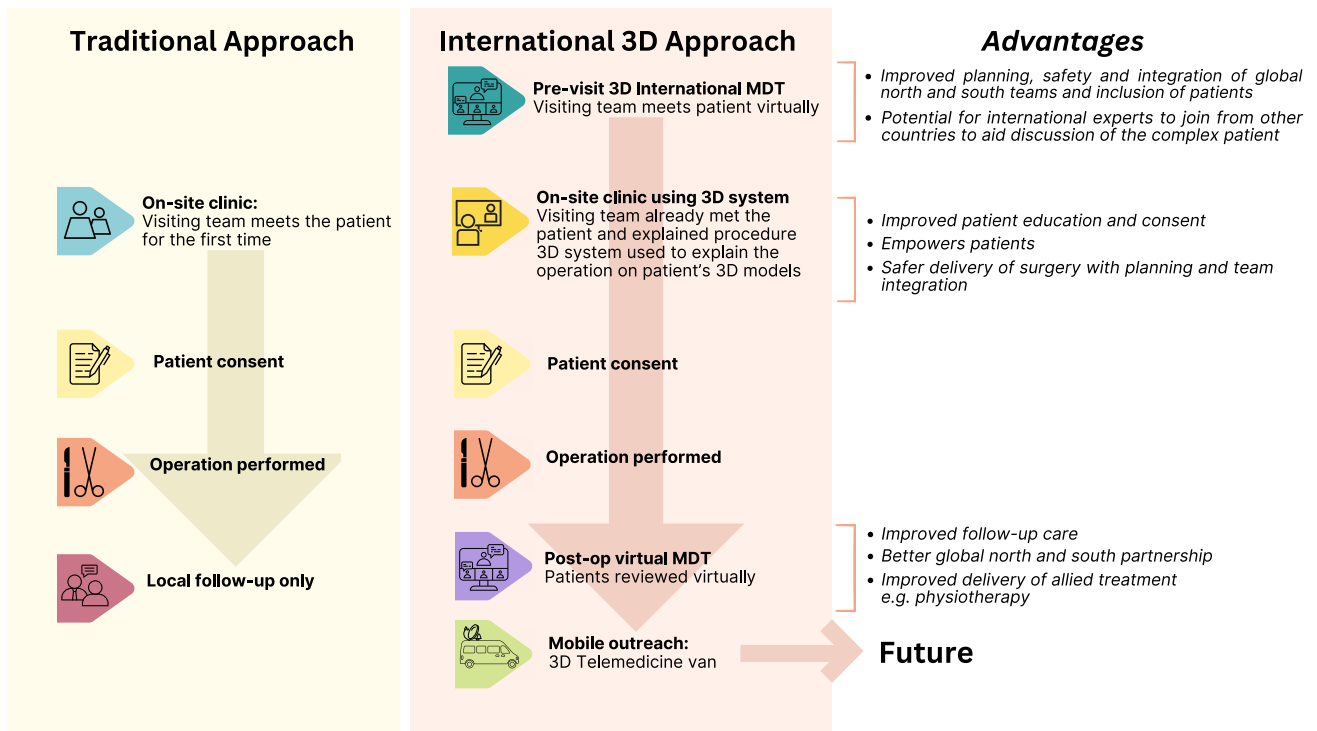 Traditional Approach
On-site clinic:
Visiting team meets the patient
for the first time
Patient consent
Operation performed
Local follow-up only
International 3D Approach
Pre-visit 3D International MDT
Visiting team meets patient virtually
On-site clinic using 3D system
Visiting team already met the
patient and explained procedure
3D system used to explain the
operation on patient's 3D models
Patient consent
Operation performed
Post-op virtual MDT
Patients reviewed virtually
Mobile outreach:
3D Telemedicine van
Advantages
• Improved planning, safety and integration of global
north and south teams and inclusion of patients
• Potential for international experts to join from other
countries to aid discussion of the complex patient
• Improved patient education and consent
• Empowers patients
• Safer delivery of surgery with planning and team
integration
• Improved follow-up care
• Better global north and south partnership
• Improved delivery of allied treatment
e.g. physiotherapy
Future